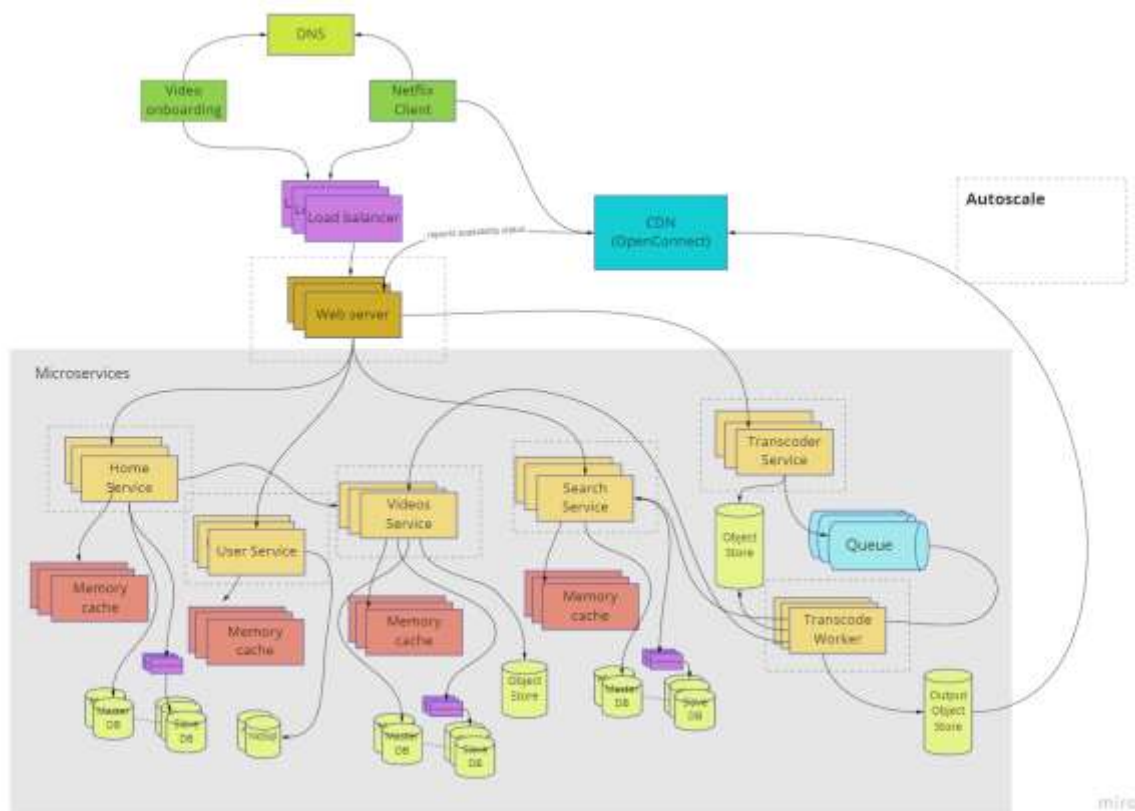 DNS
Video
onboarding
Netflix
Client
Load balancer
CDN
(OpenConnect)
Autoscale
Web server
Microservices
Home
Service
User Service
Videos
Service
Search
Service
Transcoder
Service
Object
Store
Queue
Memory
cache
Memory
cache
Memory
cache
Memory
cache
Transcode
Worker
Object
Store
Output
Object
Store
Master
DB
Slave
DB
Master
DB
Slave
DB
Master
DB
Slave
DB
miro